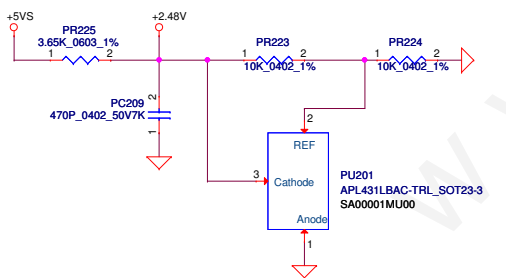 +5VS
+2.48V
PR225
3.65K_0603_1%
1
2
PR223
1
2
10K_0402_1%
PR224
1
2
10K_0402_1%
PC209
470P_0402_50V7K
2
1
2
REF
3
Cathode
PU201
APL431LBAC-TRL_SOT23-3
SA00001MU00
Anode
1
W